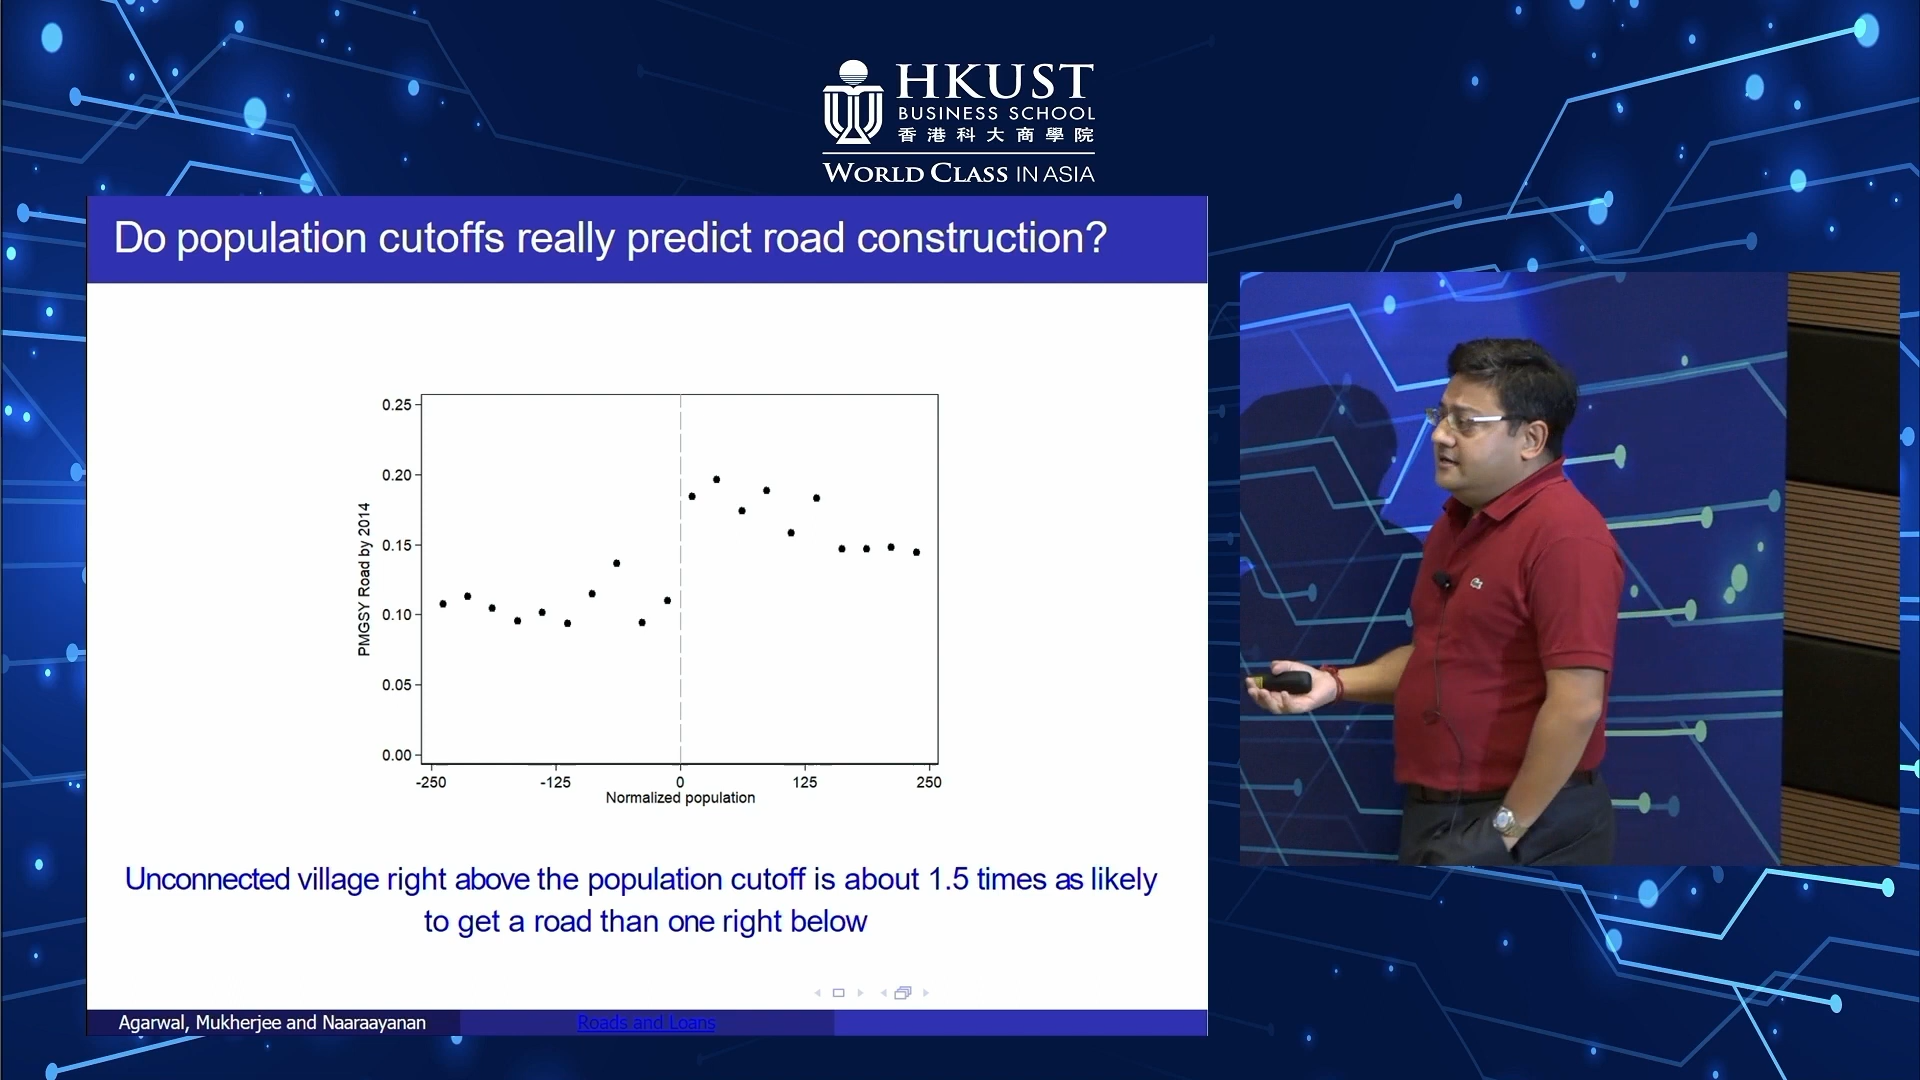 HKUST
BUSINESS SCHOOL
香港科大商學院
WORLD CLASS IN ASIA
Do population cutoffs really predict road construction?
0.25
0.20
0.15
0.10
0.05
0.00
PMGSY Road by 2014
-250 -125 0 125 250
Normalized population
Unconnected village right above the population cutoff is about 1.5 times as likely
to get a road than one right below
Agarwal, Mukherjee and Naaraayanan Roads and Loans